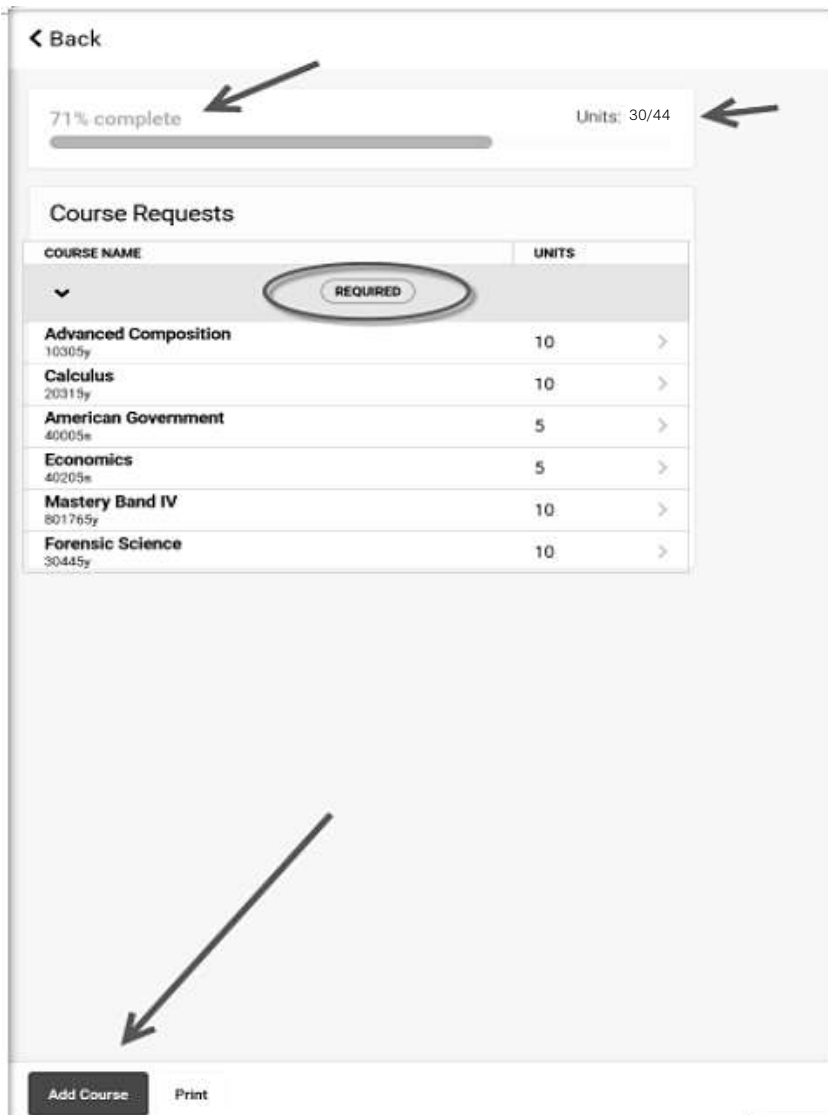 Back
71% complete
Units: 30/44
Course Requests
COURSE NAME UNITS
REQUIRED
Advanced Composition
10305y
10
Calculus
20315y
10
American Government
40005s
5
Economics
40205s
5
Mastery Band IV
801765y
10
Forensic Science
30445y
10
Add Course Print